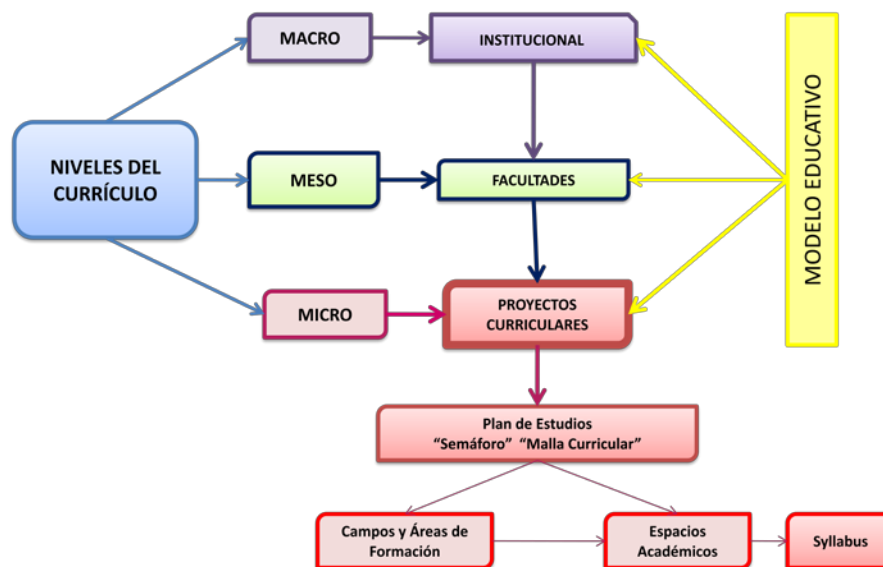 MACRO
INSTITUCIONAL
NIVELES DEL
CURRÍCULO
MESO
FACULTADES
MODELO EDUCATIVO
MICRO
PROYECTOS
CURRICULARES
Plan de Estudios
“Semáforo” “Malla Curricular”
Campos y Áreas de
Formación
Espacios
Académicos
Syllabus